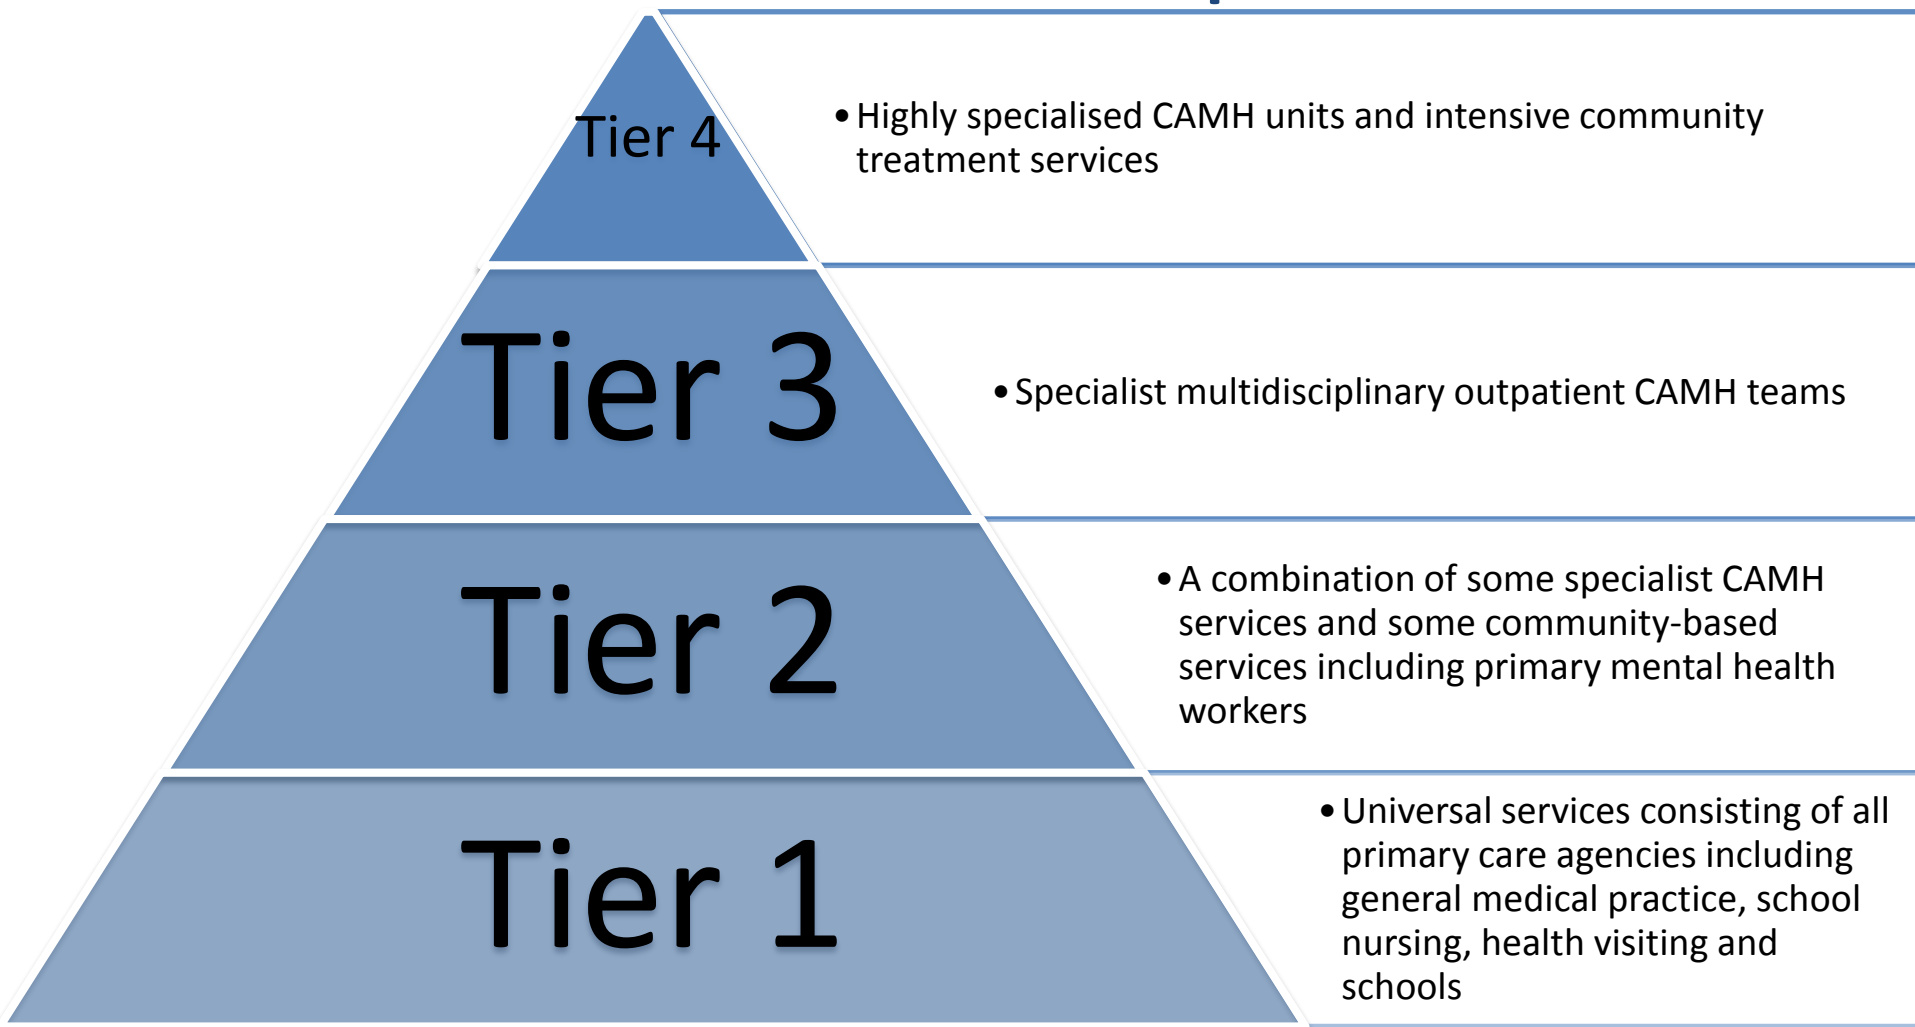 Tier 4
• Highly specialised CAMH units and intensive community
treatment services
Tier 3
• Specialist multidisciplinary outpatient CAMH teams
Tier 2
• A combination of some specialist CAMH
services and some community-based
services including primary mental health
workers
Tier 1
• Universal services consisting of all
primary care agencies including
general medical practice, school
nursing, health visiting and
schools